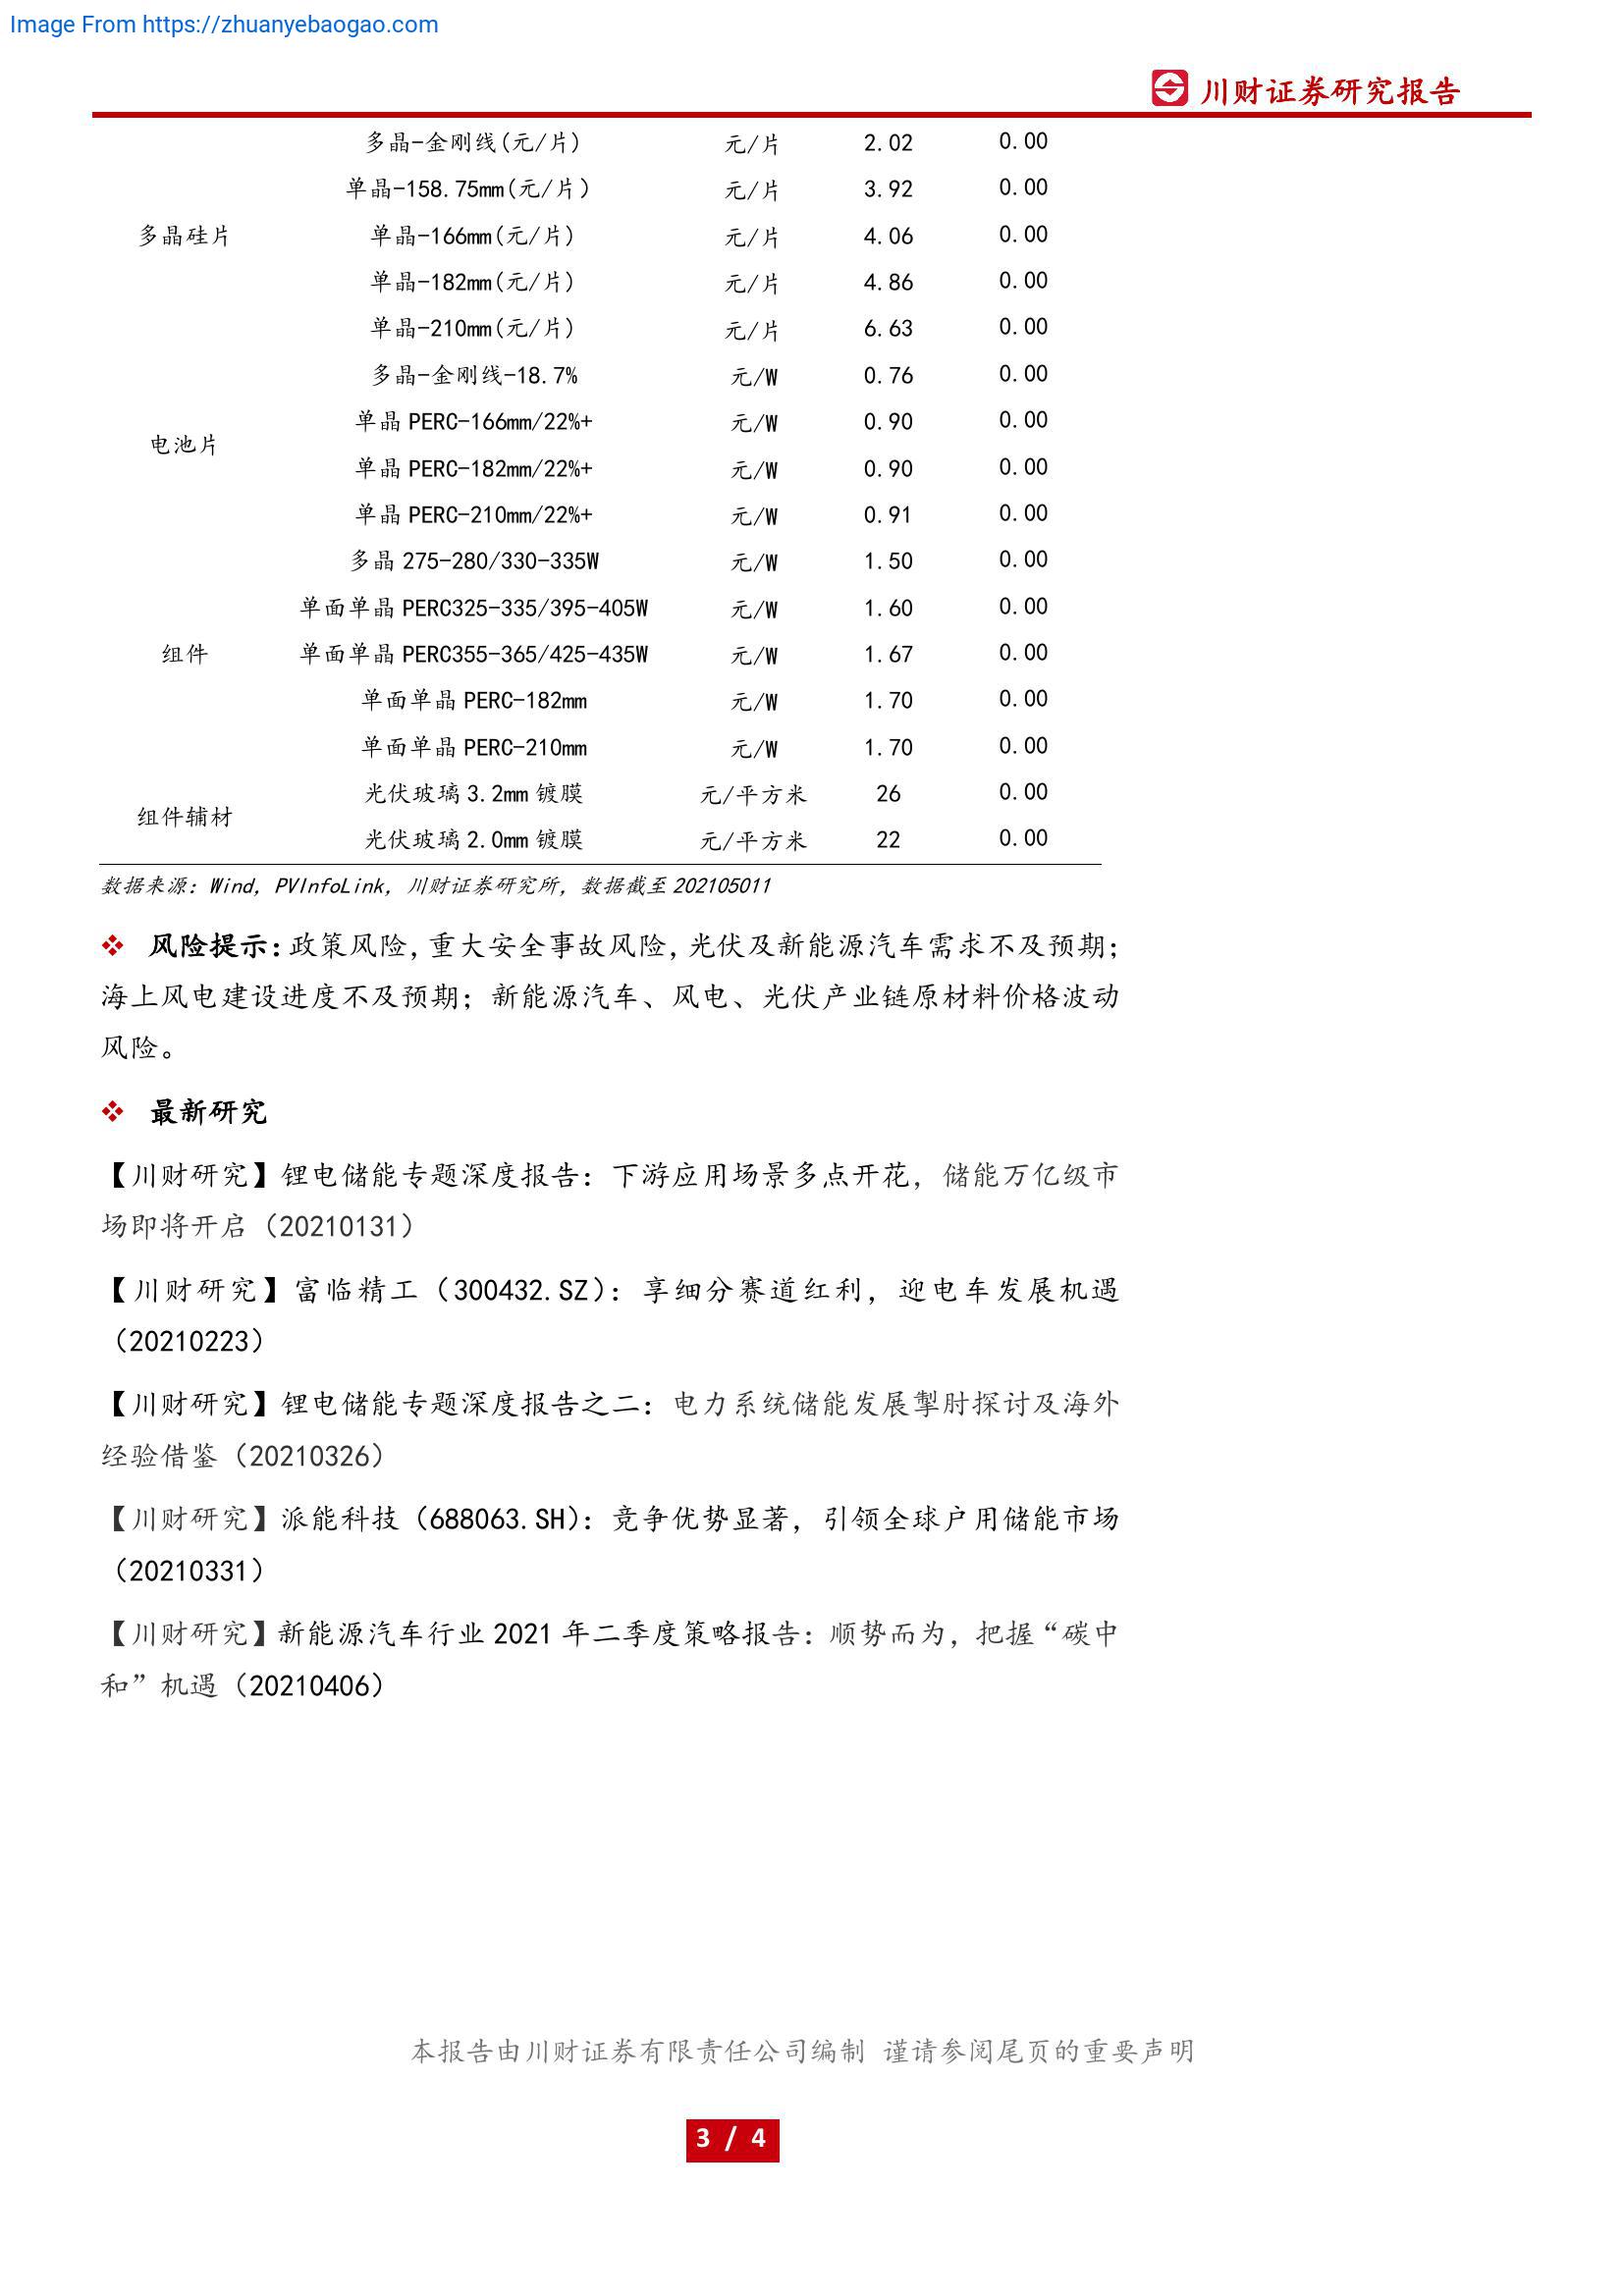 Image From https://zhuanyebaogao.com
川财证券研究报告
多晶-金刚线(元/片) 元/片 2.02 0.00
单晶-158.75mm(元/片) 元/片 3.92 0.00
多晶硅片 单晶-166mm(元/片) 元/片 4.06 0.00
单晶-182mm(元/片) 元/片 4.86 0.00
单晶-210mm(元/片) 元/片 6.63 0.00
多晶-金刚线-18.7% 元/W 0.76 0.00
单晶 PERC-166mm/22%+ 元/W 0.90 0.00
电池片
单晶 PERC-182mm/22%+ 元/W 0.90 0.00
单晶 PERC-210mm/22%+ 元/W 0.91 0.00
多晶 275-280/330-335W 元/W 1.50 0.00
单面单晶 PERC325-335/395-405W 元/W 1.60 0.00
组件 单面单晶 PERC355-365/425-435W 元/W 1.67 0.00
单面单晶 PERC-182mm 元/W 1.70 0.00
单面单晶 PERC-210mm 元/W 1.70 0.00
光伏玻璃 3.2mm 镀膜 元/平方米 26 0.00
组件辅材
光伏玻璃 2.0mm 镀膜 元/平方米 22 0.00
数据来源：Wind，PVInfoLink，川财证券研究所，数据截至 202105011
❖ 风险提示：政策风险，重大安全事故风险，光伏及新能源汽车需求不及预期；
海上风电建设进度不及预期；新能源汽车、风电、光伏产业链原材料价格波动
风险。
❖ 最新研究
【川财研究】锂电储能专题深度报告：下游应用场景多点开花，储能万亿级市
场即将开启（20210131）
【川财研究】富临精工（300432.SZ）：享细分赛道红利，迎电车发展机遇
（20210223）
【川财研究】锂电储能专题深度报告之二：电力系统储能发展掣肘探讨及海外
经验借鉴（20210326）
【川财研究】派能科技（688063.SH）：竞争优势显著，引领全球户用储能市场
（20210331）
【川财研究】新能源汽车行业 2021 年二季度策略报告：顺势而为，把握“碳中
和”机遇（20210406）
本报告由川财证券有限责任公司编制 谨请参阅尾页的重要声明
3 / 4